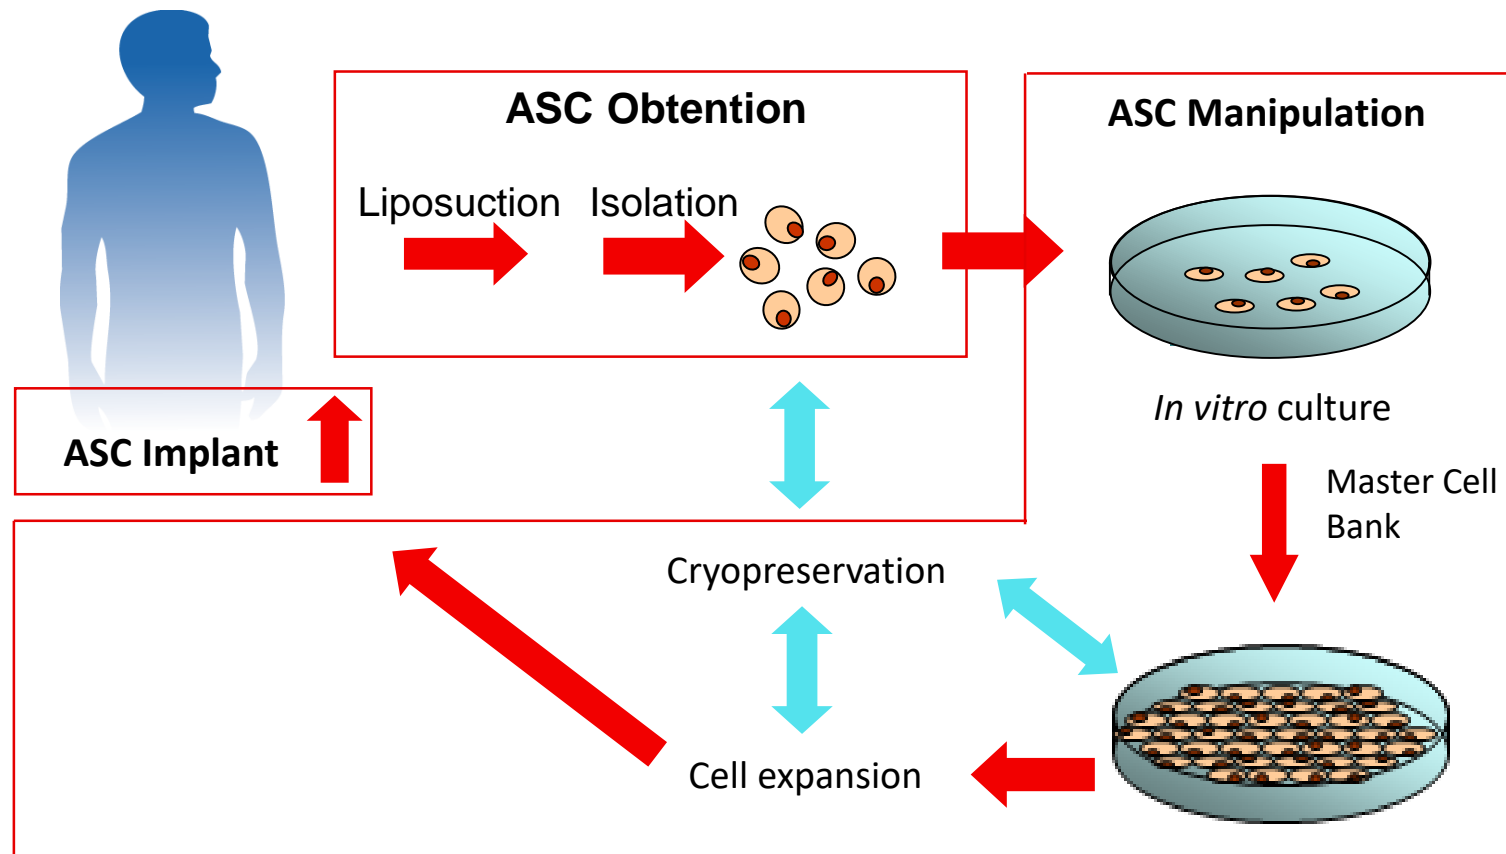 ASC Obtention
Liposuction
Isolation
ASC Manipulation
In vitro culture
Master Cell
Bank
ASC Implant
Cryopreservation
Cell expansion